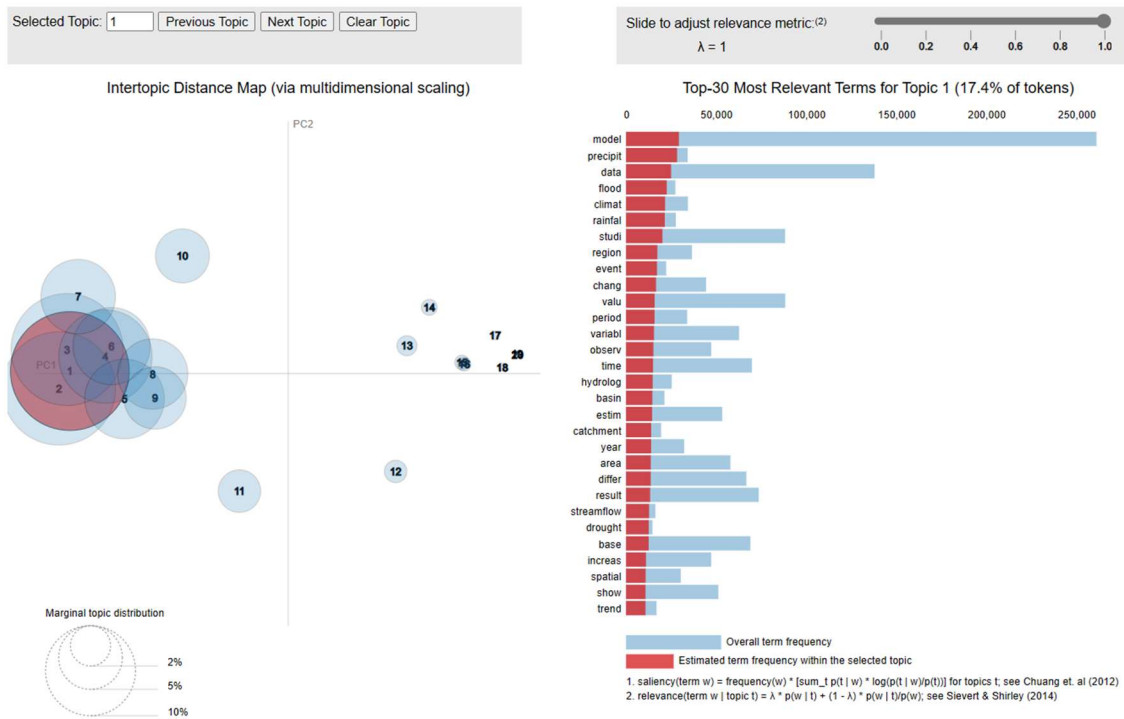 Selected Topic: 1 Previous Topic Next Topic Clear Topic
Slide to adjust relevance metric:(2)
λ = 1
0.0 0.2 0.4 0.6 0.8 1.0
Intertopic Distance Map (via multidimensional scaling)
PC2
PC1
10
7
14
17
13
6
3
4
20
18
1
8
2
5
9
12
11
Marginal topic distribution
2%
5%
10%
Top-30 Most Relevant Terms for Topic 1 (17.4% of tokens)
0 50,000 100,000 150,000 200,000 250,000
model
precipit
data
flood
climat
rainfal
studi
region
event
chang
valu
period
variabl
observ
time
hydrolog
basin
estim
catchment
year
area
differ
result
streamflow
drought
base
increas
spatial
show
trend
Overall term frequency
Estimated term frequency within the selected topic
1. saliency(term w) = frequency(w) * [sum_t p(t | w) * log(p(t | w)/p(t))] for topics t; see Chuang et. al (2012)
2. relevance(term w | topic t) = λ * p(w | t) + (1 - λ) * p(w | t)/p(w); see Sievert & Shirley (2014)